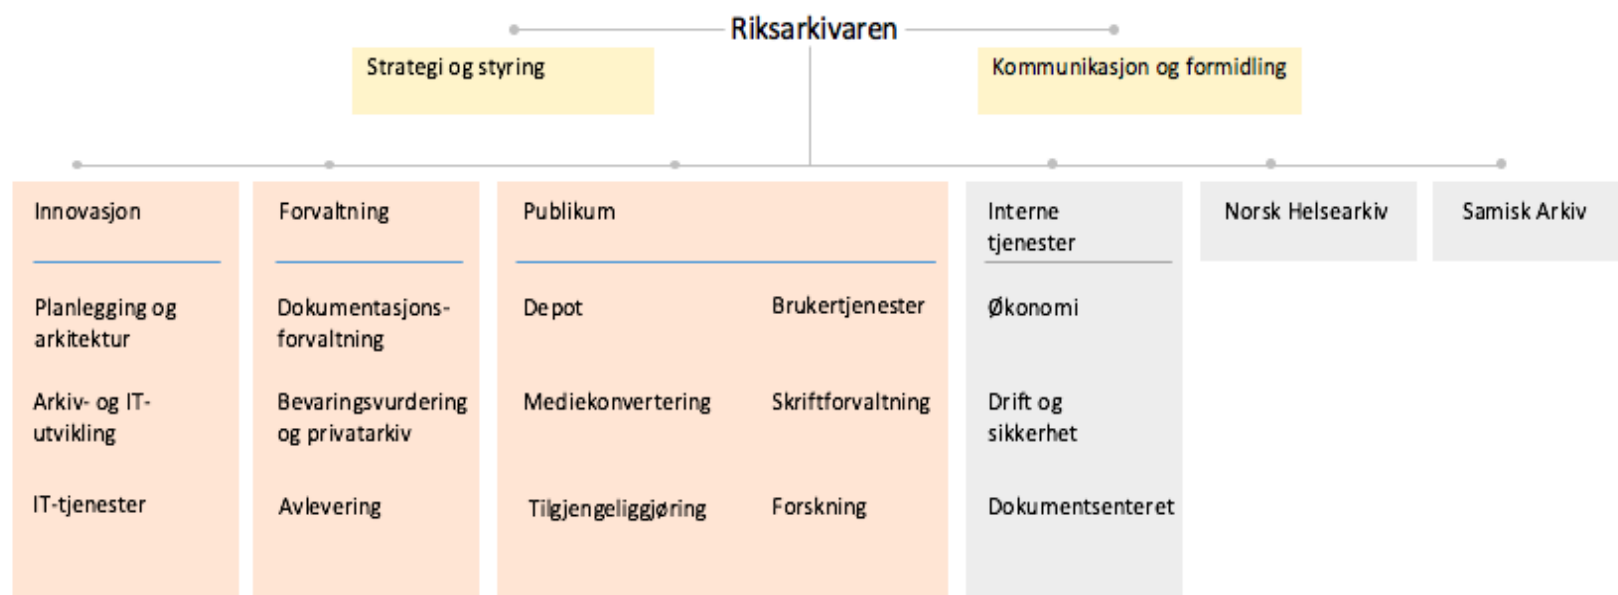 Riksarkivaren
Strategi og styring
Kommunikasjon og formidling
Innovasjon
Planlegging og
arkitektur
Arkiv- og IT-
utvikling
IT-tjenester
Forvaltning
Dokumentasjons-
forvaltning
Bevaringsvurdering
og privatarkiv
Avlevering
Publikum
Depot
Mediekonvertering
Tilgjengeliggjøring
Brukertjenester
Skriftforvaltning
Forskning
Interne
tjenester
Økonomi
Drift og
sikkerhet
Dokumentsenteret
Norsk Helsearkiv
Samisk Arkiv